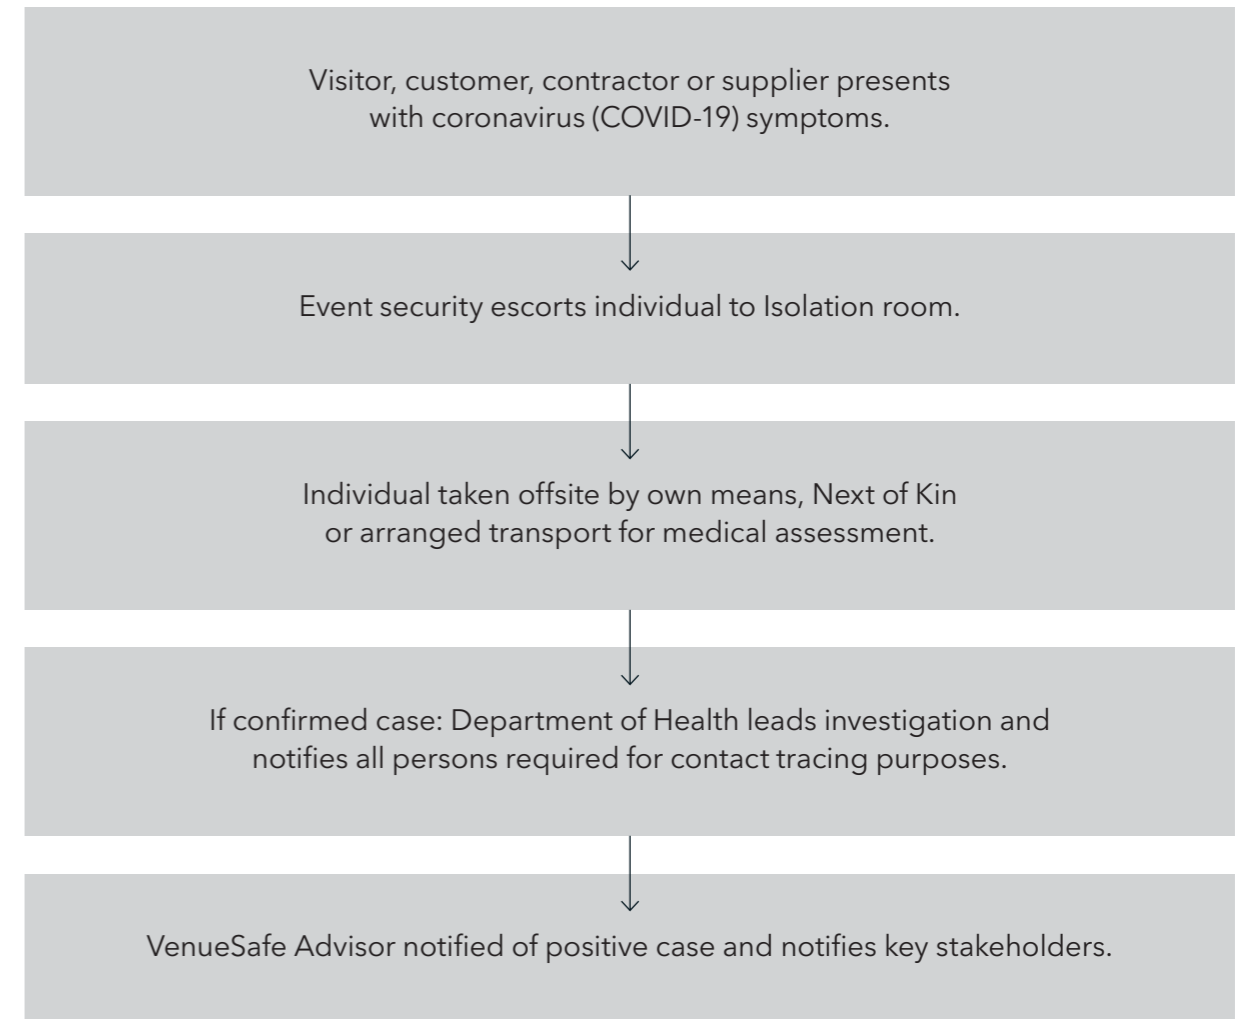 Visitor, customer, contractor or supplier presents
with coronavirus (COVID-19) symptoms.
Event security escorts individual to Isolation room.
Individual taken offsite by own means, Next of Kin
or arranged transport for medical assessment.
If confirmed case: Department of Health leads investigation and
notifies all persons required for contact tracing purposes.
VenueSafe Advisor notified of positive case and notifies key stakeholders.